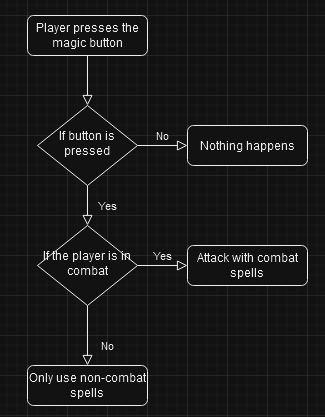 Player presses the
magic button
If button is
pressed
No
Nothing happens
Yes
If the player is in
combat
Yes
Attack with combat
spells
No
Only use non-combat
spells